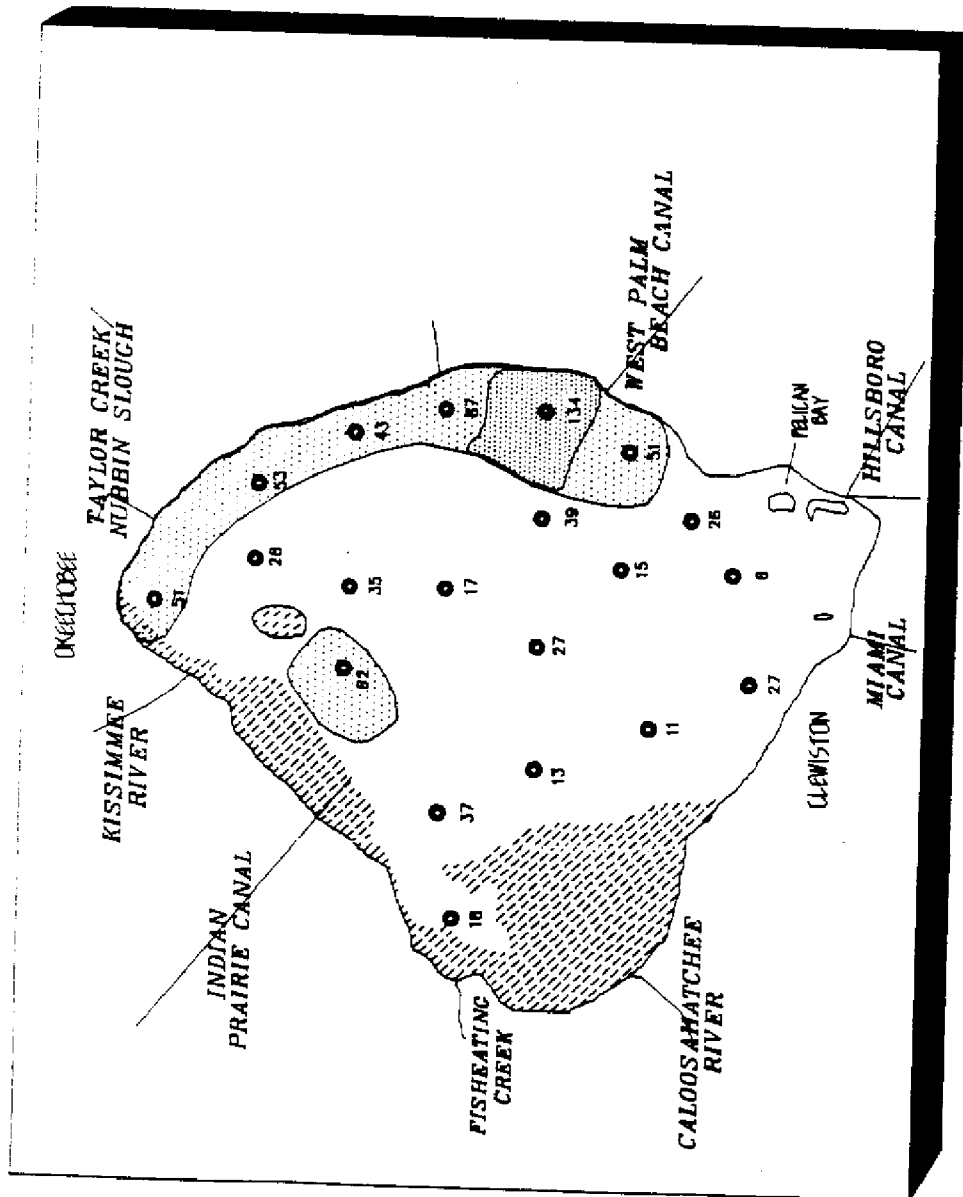 OKEECHOBEE
TAYLOR CREEK
NUBBIN SLOUGH
KISSIMMEE
RIVER
INDIAN
PRAIRIE CANAL
FISHEATING
CREEK
CALOOSAHATCHEE
RIVER
WEST PALM
BEACH CANAL
PELICAN
BAY
HILLSBORO
CANAL
MIAMI
CANAL
CLEWISTON
51
53
43
67
134
51
28
35
17
39
15
26
8
62
27
27
11
13
37
18